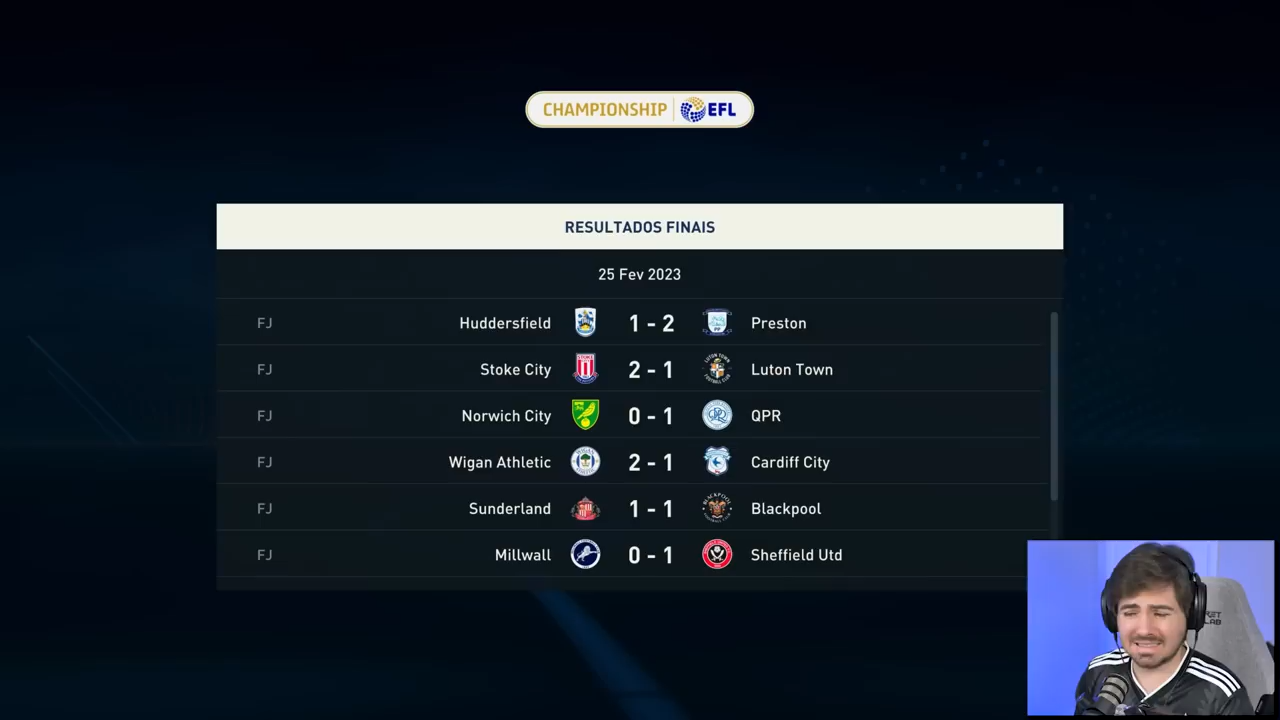 CHAMPIONSHIP EFL
RESULTADOS FINAIS
25 Fev 2023
FJ Huddersfield 1 - 2 Preston
FJ Stoke City 2 - 1 Luton Town
FJ Norwich City 0 - 1 QPR
FJ Wigan Athletic 2 - 1 Cardiff City
FJ Sunderland 1 - 1 Blackpool
FJ Millwall 0 - 1 Sheffield Utd